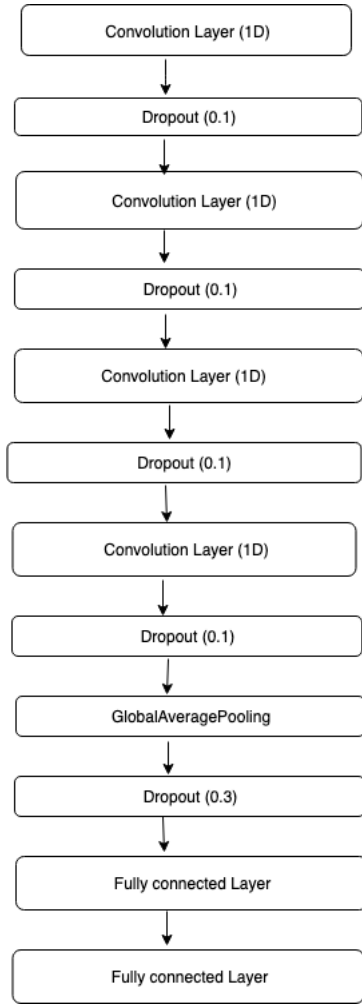 Convolution Layer (1D)
Dropout (0.1)
Convolution Layer (1D)
Dropout (0.1)
Convolution Layer (1D)
Dropout (0.1)
Convolution Layer (1D)
Dropout (0.1)
GlobalAveragePooling
Dropout (0.3)
Fully connected Layer
Fully connected Layer